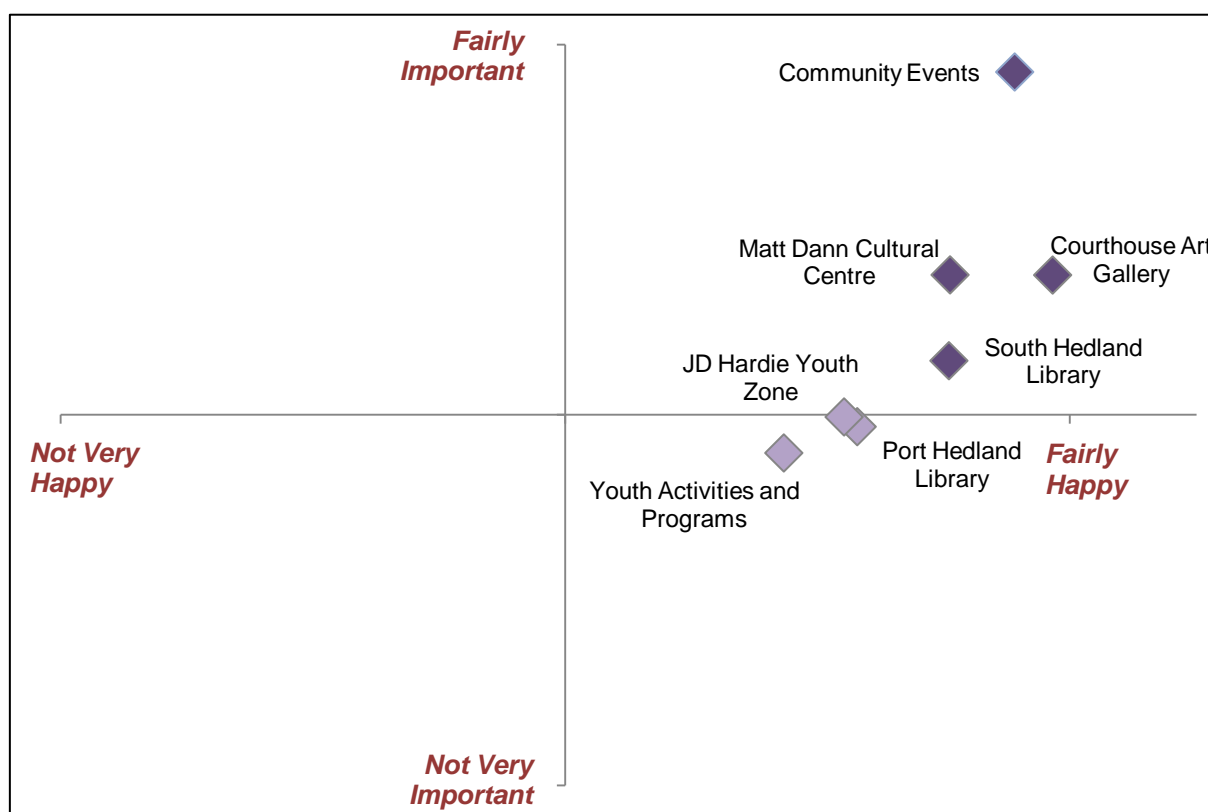 Fairly
Important
Community Events
Matt Dann Cultural
Centre
Courthouse Art
Gallery
South Hedland
Library
JD Hardie Youth
Zone
Not Very
Happy
Port Hedland
Library
Fairly
Happy
Youth Activities and
Programs
Not Very
Important